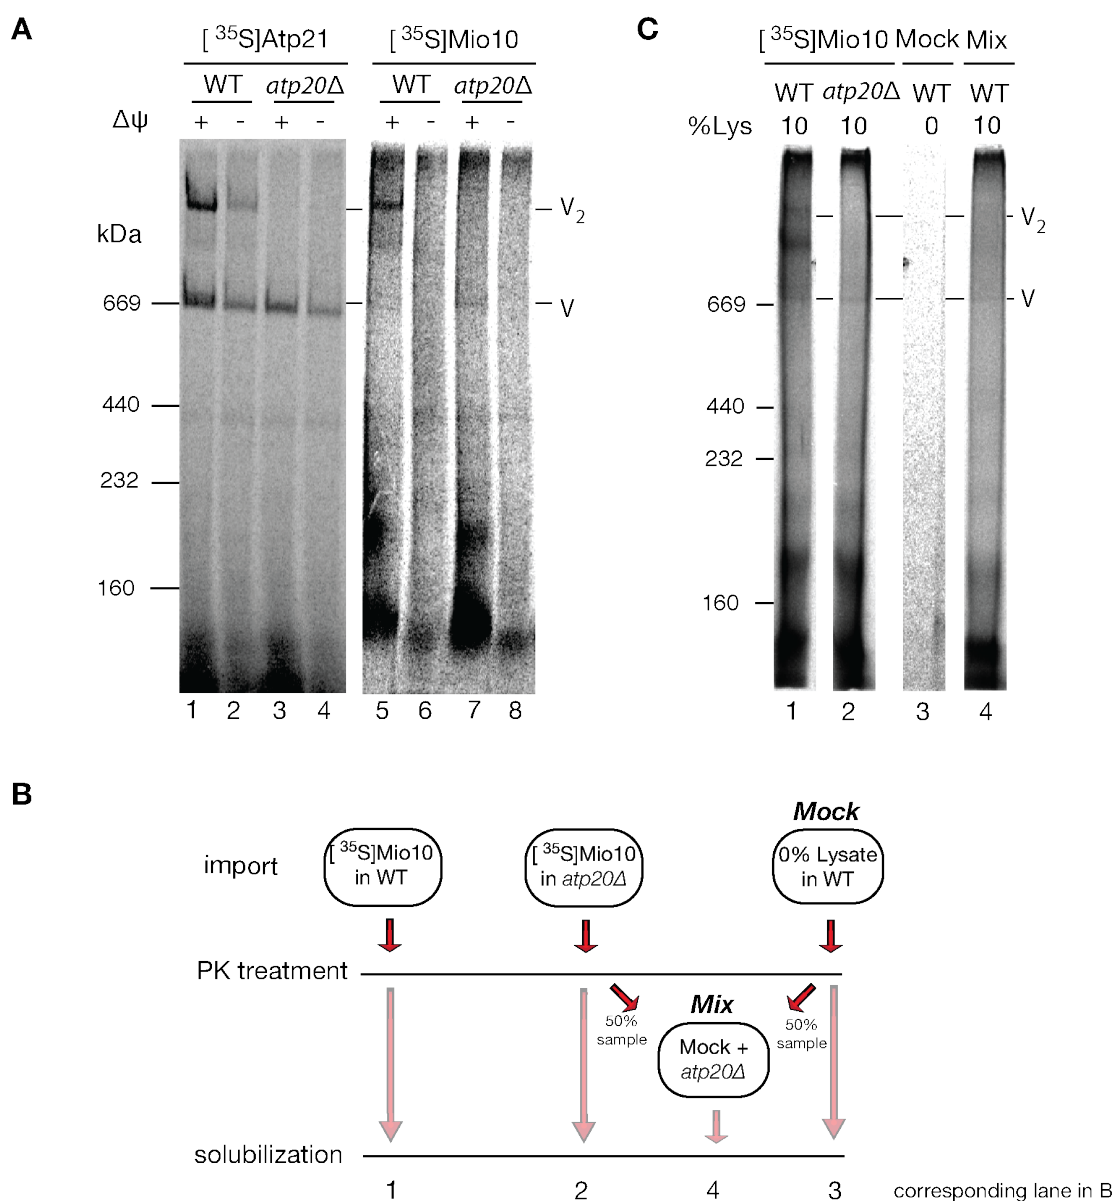 A
[ 35S]Atp21 [ 35S]Mio10
WT atp20Δ WT atp20Δ
Δψ + - + - + - + -
V2
kDa
669 V
440
232
160
1 2 3 4 5 6 7 8
C
[ 35S]Mio10 Mock Mix
WT atp20Δ WT WT
%Lys 10 10 0 10
V2
669 V
440
232
160
1 2 3 4
B
Mock
import [ 35S]Mio10 in WT [ 35S]Mio10 in atp20Δ 0% Lysate in WT
PK treatment
Mix
50% sample
Mock + atp20Δ
50% sample
solubilization
1 2 4 3 corresponding lane in B